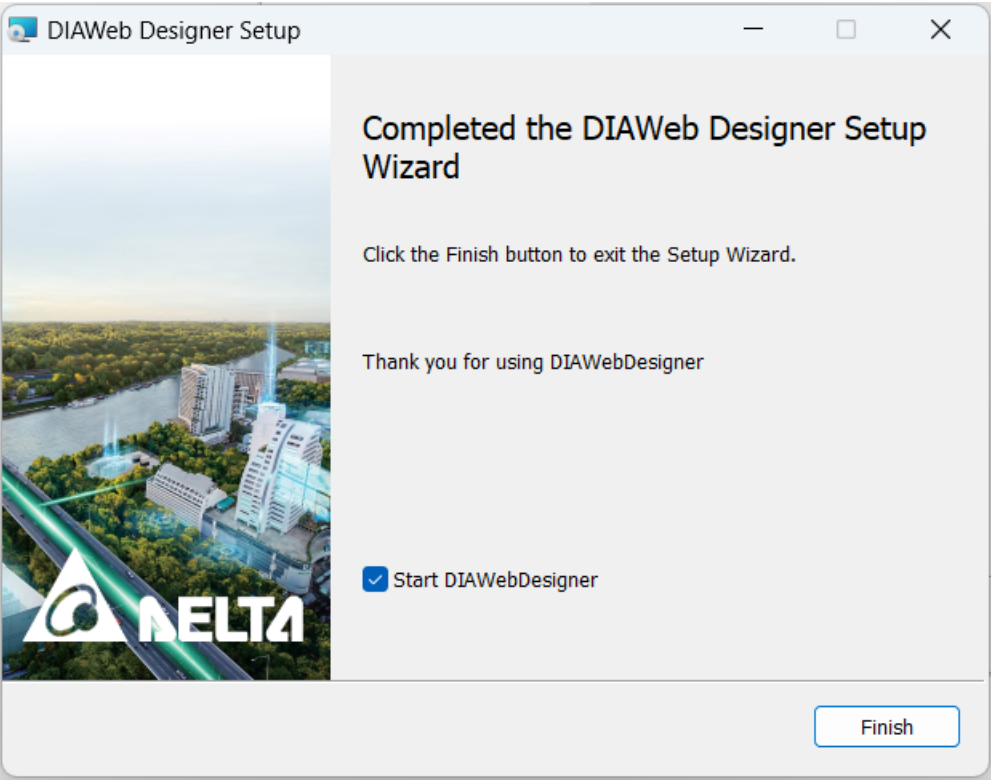 DIAWeb Designer Setup
Completed the DIAWeb Designer Setup
Wizard
Click the Finish button to exit the Setup Wizard.
Thank you for using DIAWebDesigner
Start DIAWebDesigner
DELTA
Finish